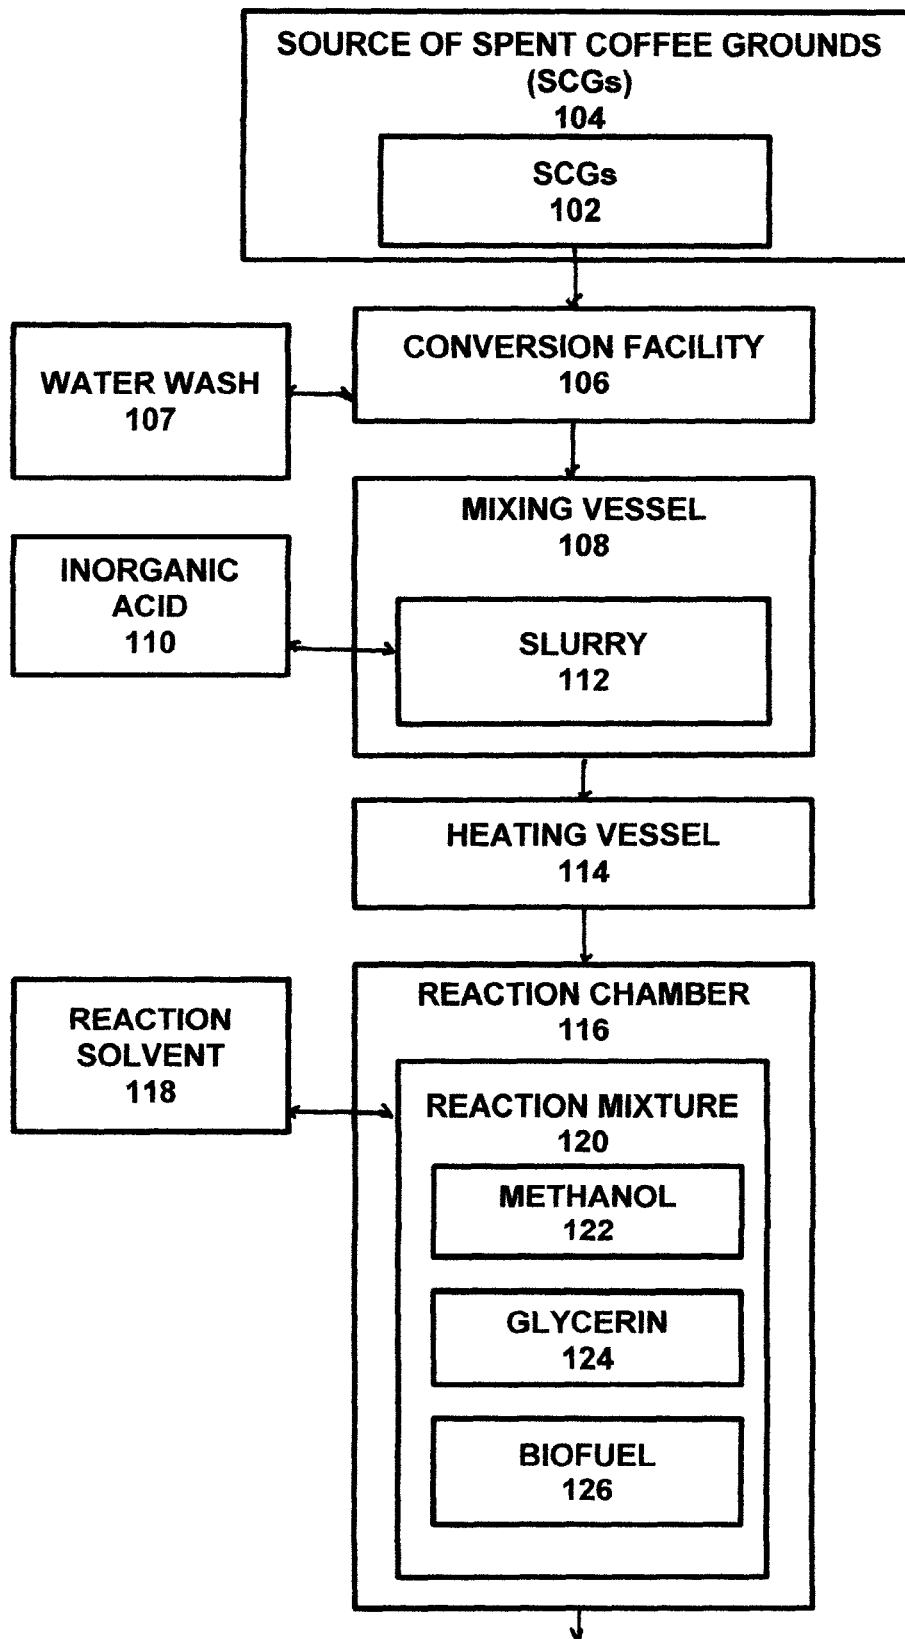 SOURCE OF SPENT COFFEE GROUNDS
(SCGs)
104
SCGs
102
CONVERSION FACILITY
106
WATER WASH
107
MIXING VESSEL
108
INORGANIC
ACID
110
SLURRY
112
HEATING VESSEL
114
REACTION CHAMBER
116
REACTION
SOLVENT
118
REACTION MIXTURE
120
METHANOL
122
GLYCERIN
124
BIOFUEL
126